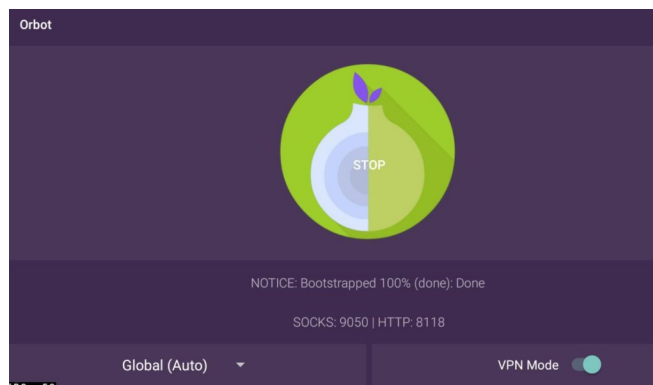 Orbot
STOP
NOTICE: Bootstrapped 100% (done): Done
SOCKS: 9050 | HTTP: 8118
Global (Auto)
VPN Mode